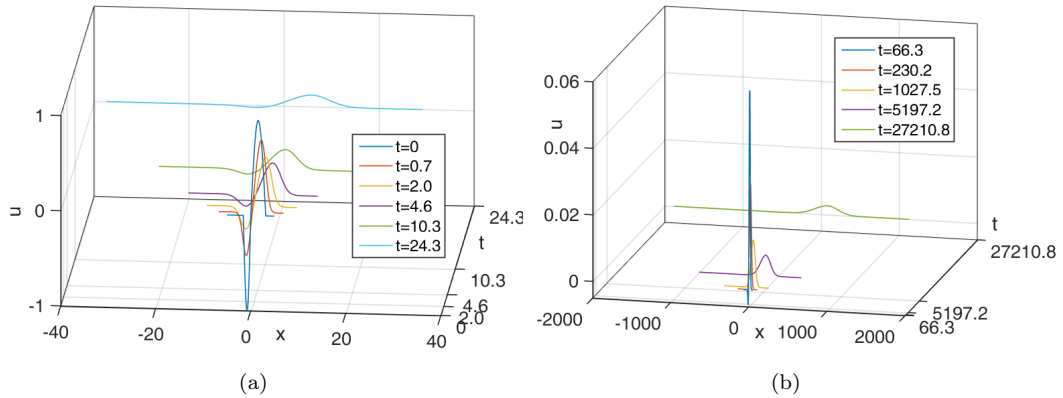 1
0
-1
u
-40
-20
0
x
20
40
t=0
t=0.7
t=2.0
t=4.6
t=10.3
t=24.3
24.3
t
10.3
4.6
2.0
0
(a)
0.06
0.04
0.02
0
u
-2000
-1000
0
x
1000
2000
t=66.3
t=230.2
t=1027.5
t=5197.2
t=27210.8
t
27210.8
5197.2
66.3
(b)